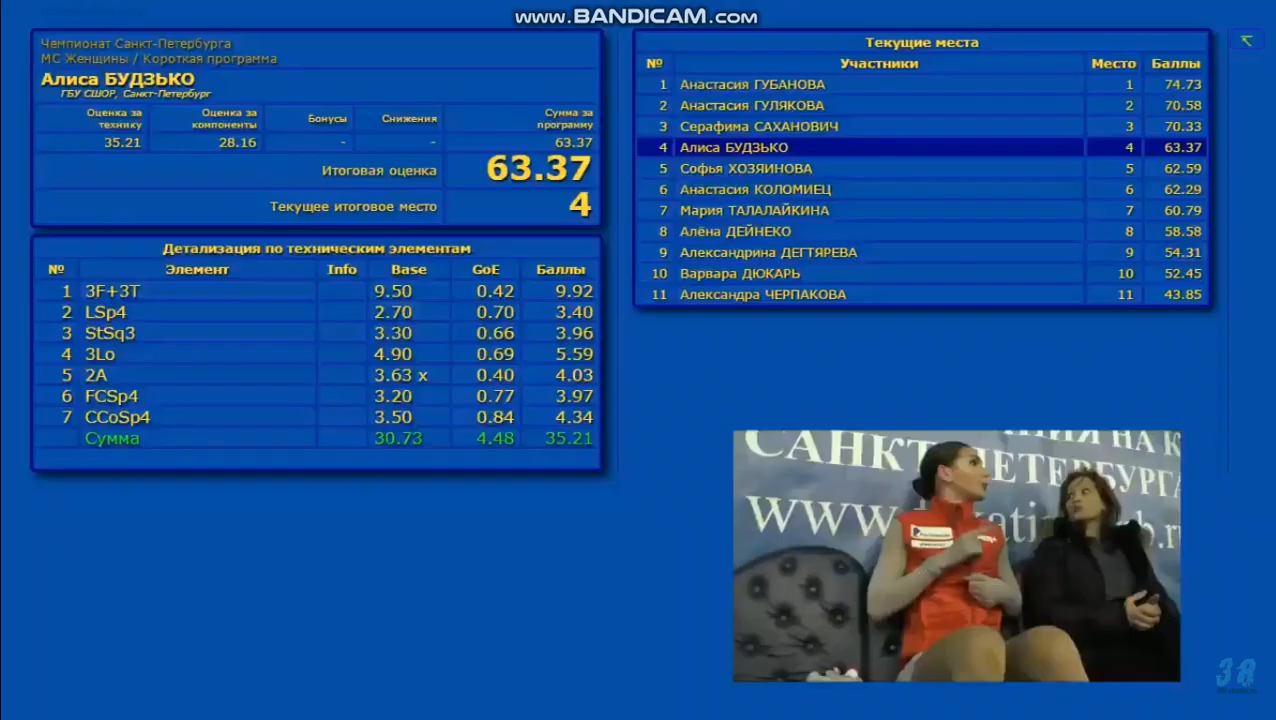 www.BANDICAM.com
Чемпионат Санкт-Петербурга
МС Женщины / Короткая программа
Алиса БУДЗЬКО
ГБУ СШОР, Санкт-Петербург
Оценка за технику Оценка за компоненты Бонусы Снижения Сумма за программу
35.21 28.16 - - 63.37
Итоговая оценка 63.37
Текущее итоговое место 4
Детализация по техническим элементам
№ Элемент Info Base GoE Баллы
1 3F+3T 9.50 0.42 9.92
2 LSp4 2.70 0.70 3.40
3 StSq3 3.30 0.66 3.96
4 3Lo 4.90 0.69 5.59
5 2A 3.63 x 0.40 4.03
6 FCSp4 3.20 0.77 3.97
7 CCoSp4 3.50 0.84 4.34
Сумма 30.73 4.48 35.21
Текущие места
№ Участники Место Баллы
1 Анастасия ГУБАНОВА 1 74.73
2 Анастасия ГУЛЯКОВА 2 70.58
3 Серафима САХАНОВИЧ 3 70.33
4 Алиса БУДЗЬКО 4 63.37
5 Софья ХОЗЯИНОВА 5 62.59
6 Анастасия КОЛОМИЕЦ 6 62.29
7 Мария ТАЛАЛАЙКИНА 7 60.79
8 Алёна ДЕЙНЕКО 8 58.58
9 Александрина ДЕГТЯРЕВА 9 54.31
10 Варвара ДЮКАРЬ 10 52.45
11 Александра ЧЕРПАКОВА 11 43.85
НА К
САНКТ-ПЕТЕРБУРГА
www.